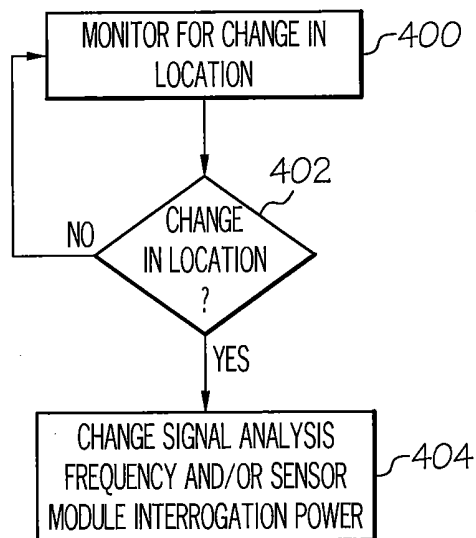 MONITOR FOR CHANGE IN
LOCATION
400
402
CHANGE
IN LOCATION
?
NO
YES
CHANGE SIGNAL ANALYSIS
FREQUENCY AND/OR SENSOR
MODULE INTERROGATION POWER
404